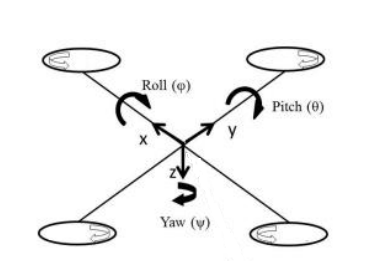 Roll (φ)
Pitch (θ)
x
y
z
Yaw (ψ)